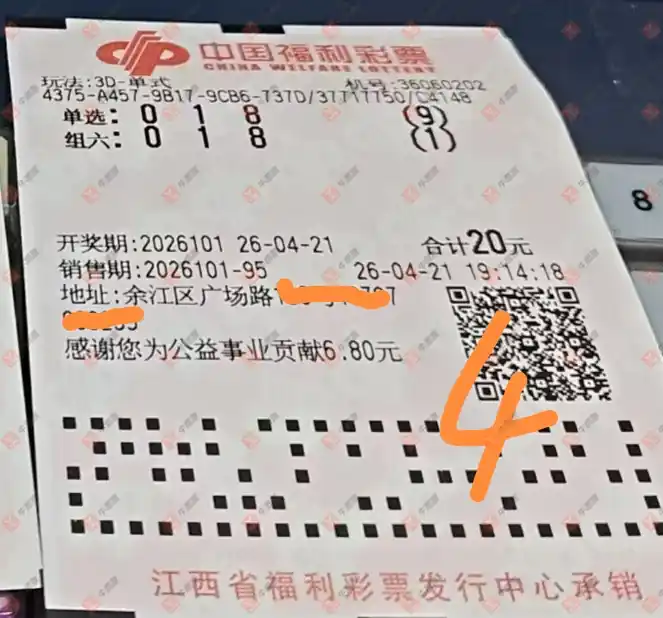 中国福利彩票
CHINA WELFARE LOTTERY
玩法:3D-单式 机号:36060202
4375-A457-9B17-9CB6-737D/37717750/C4148
单选: 0 1 8 (9)
组六: 0 1 8 (1)
8
开奖期:2026101 26-04-21 合计20元
销售期:2026101-95 26-04-21 19:14:18
地址:余江区广场路
感谢您为公益事业贡献6.80元
4
江西省福利彩票发行中心承销